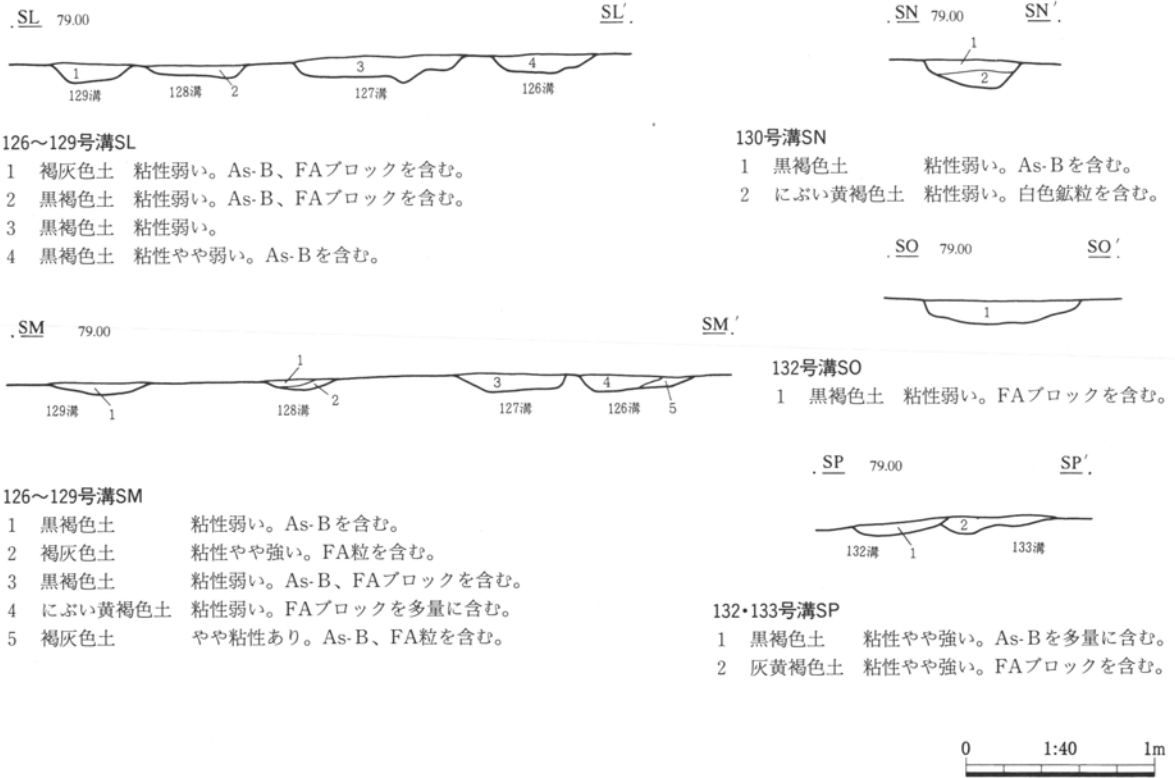 SL 79.00 SL′
1 2 3 4
129溝 128溝 127溝 126溝
126～129号溝SL
1 褐灰色土 粘性弱い。As-B、FAブロックを含む。
2 黒褐色土 粘性弱い。As-B、FAブロックを含む。
3 黒褐色土 粘性弱い。
4 黒褐色土 粘性やや弱い。As-Bを含む。
SM 79.00 SM′
1 2 3 4 5 1
129溝 128溝 127溝 126溝
126～129号溝SM
1 黒褐色土 粘性弱い。As-Bを含む。
2 褐灰色土 粘性やや強い。FA粒を含む。
3 黒褐色土 粘性弱い。As-B、FAブロックを含む。
4 にぶい黄褐色土 粘性弱い。FAブロックを多量に含む。
5 褐灰色土 やや粘性あり。As-B、FA粒を含む。
SN 79.00 SN′
1
2
130号溝SN
1 黒褐色土 粘性弱い。As-Bを含む。
2 にぶい黄褐色土 粘性弱い。白色鉱粒を含む。
SO 79.00 SO′
1
132号溝SO
1 黒褐色土 粘性弱い。FAブロックを含む。
SP 79.00 SP′
2
132溝 1 133溝
132・133号溝SP
1 黒褐色土 粘性やや強い。As-Bを多量に含む。
2 灰黄褐色土 粘性やや強い。FAブロックを含む。
0 1:40 1m